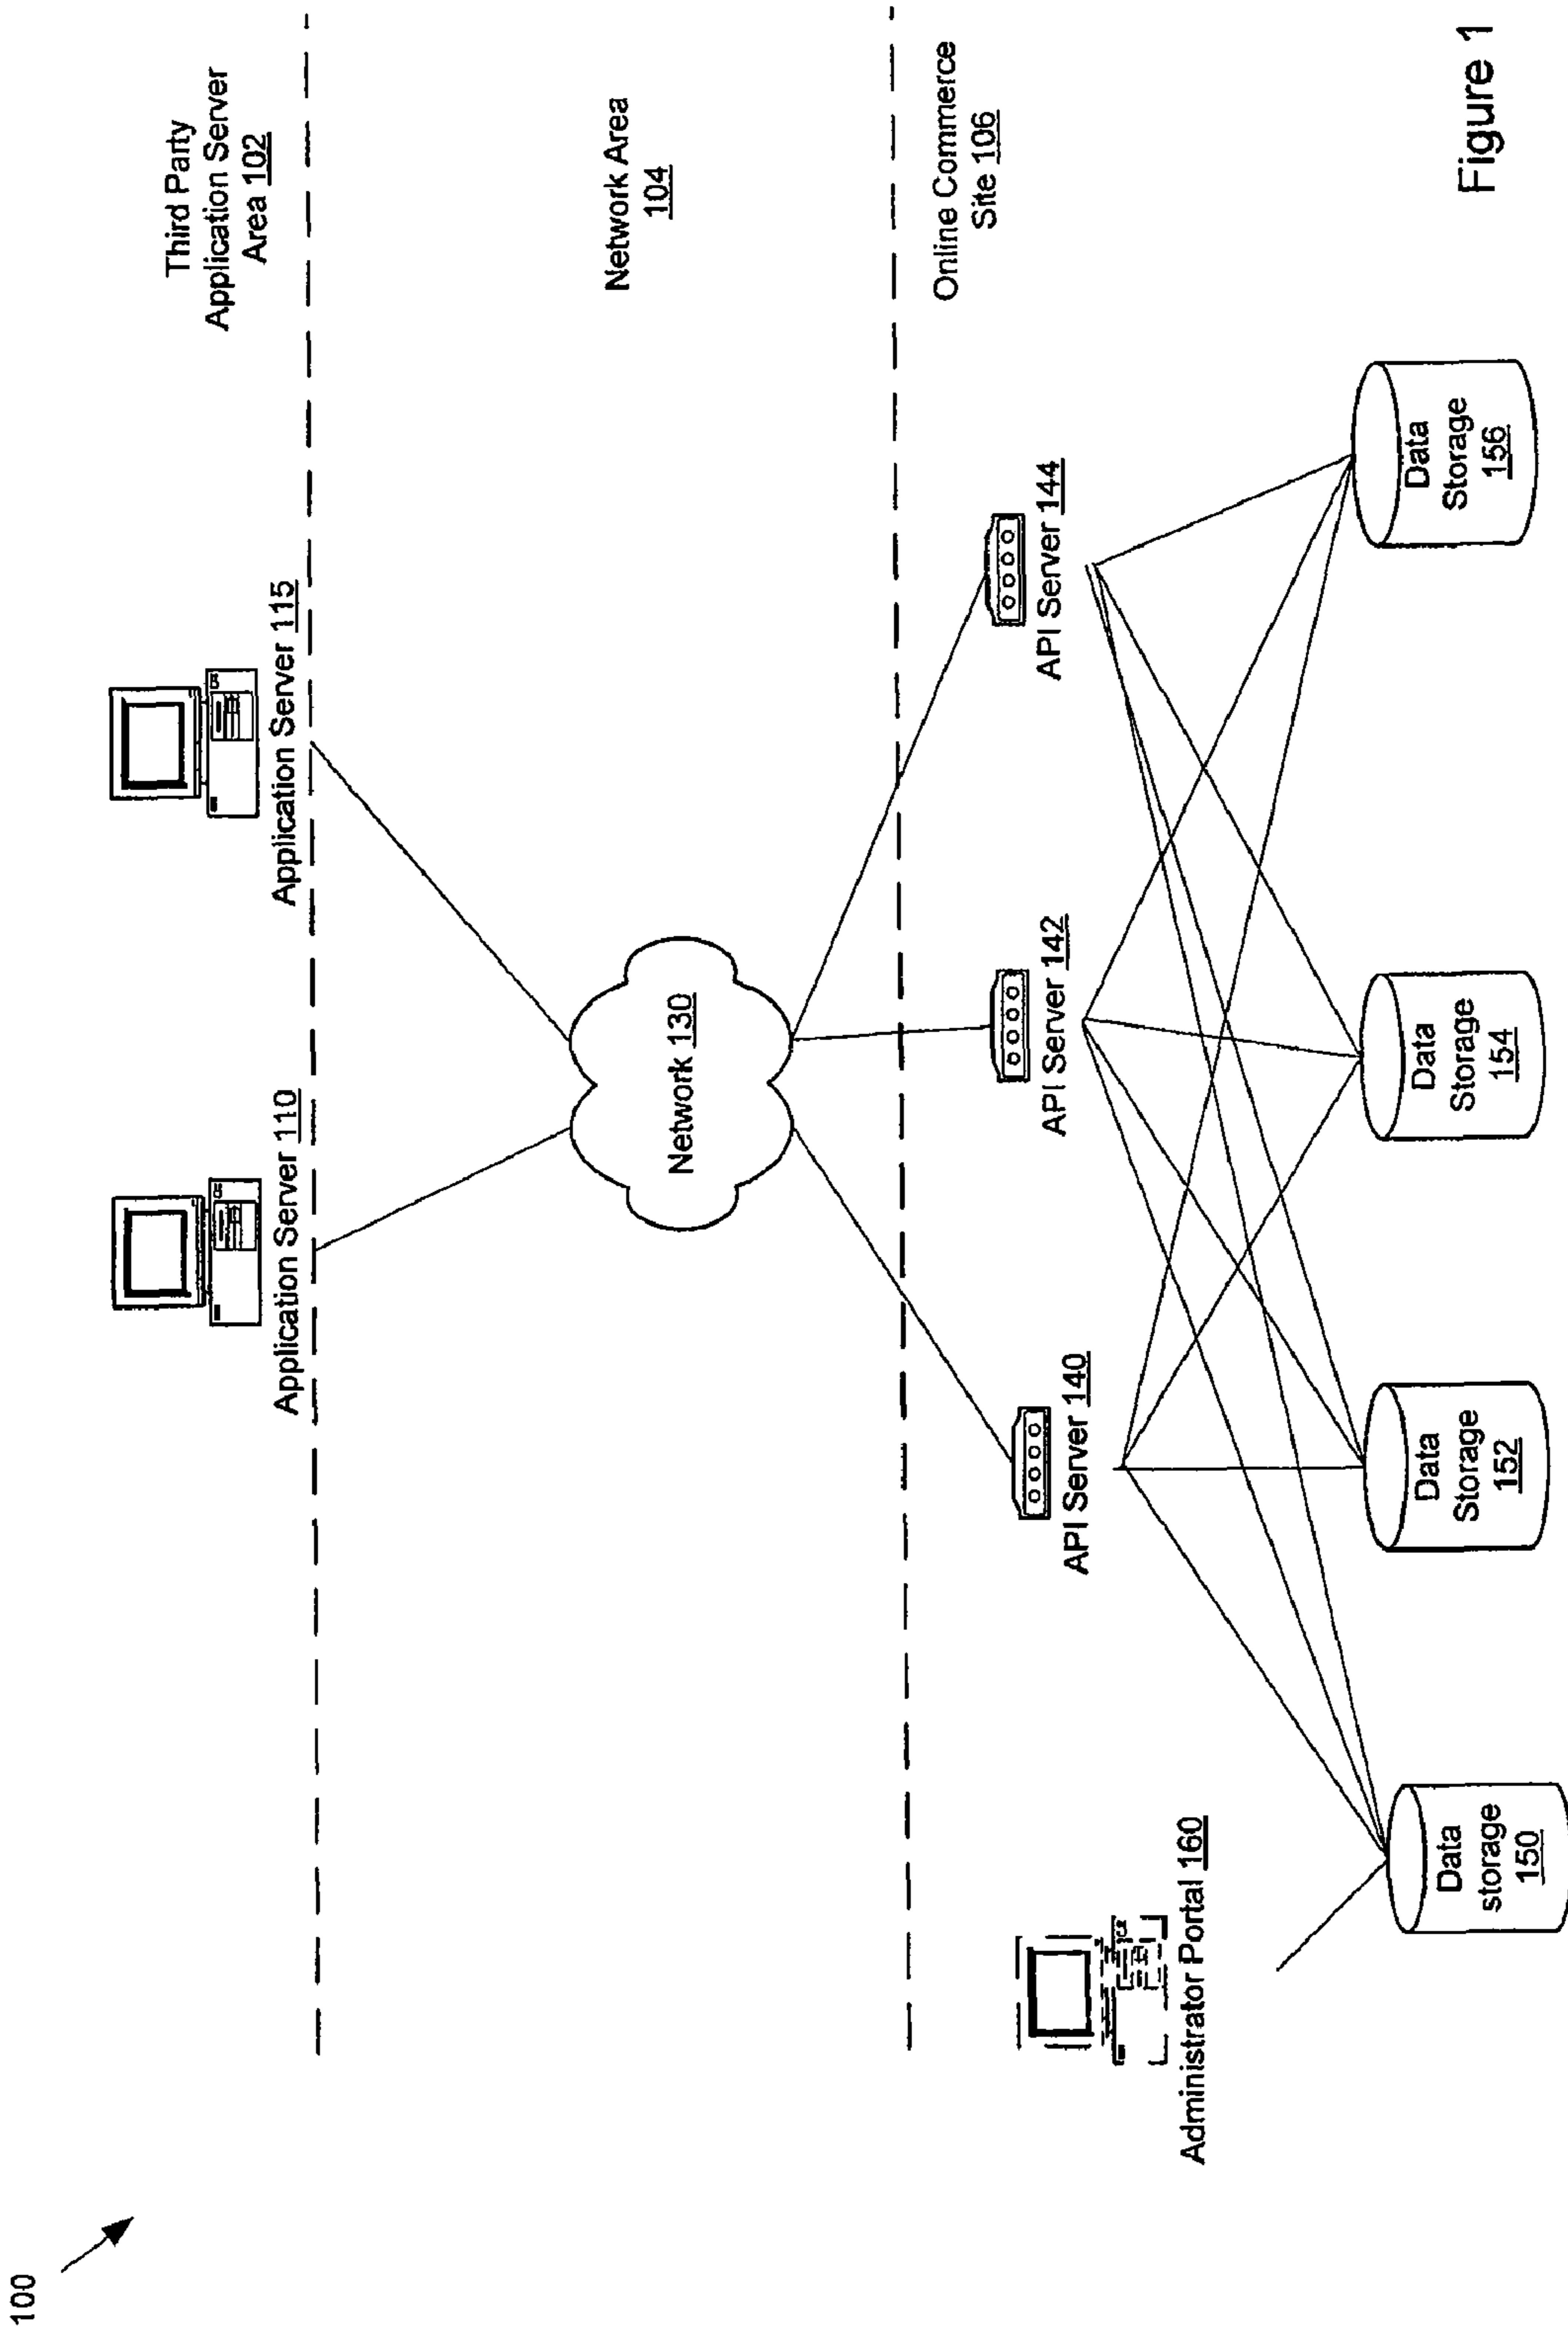 100
Third Party
Application Server
Area 102
Application Server 110
Application Server 115
Network Area
104
Network 130
Online Commerce
Site 106
API Server 140
API Server 142
API Server 144
Administrator Portal 160
Data
storage
150
Data
Storage
152
Data
Storage
154
Data
Storage
156
Figure 1